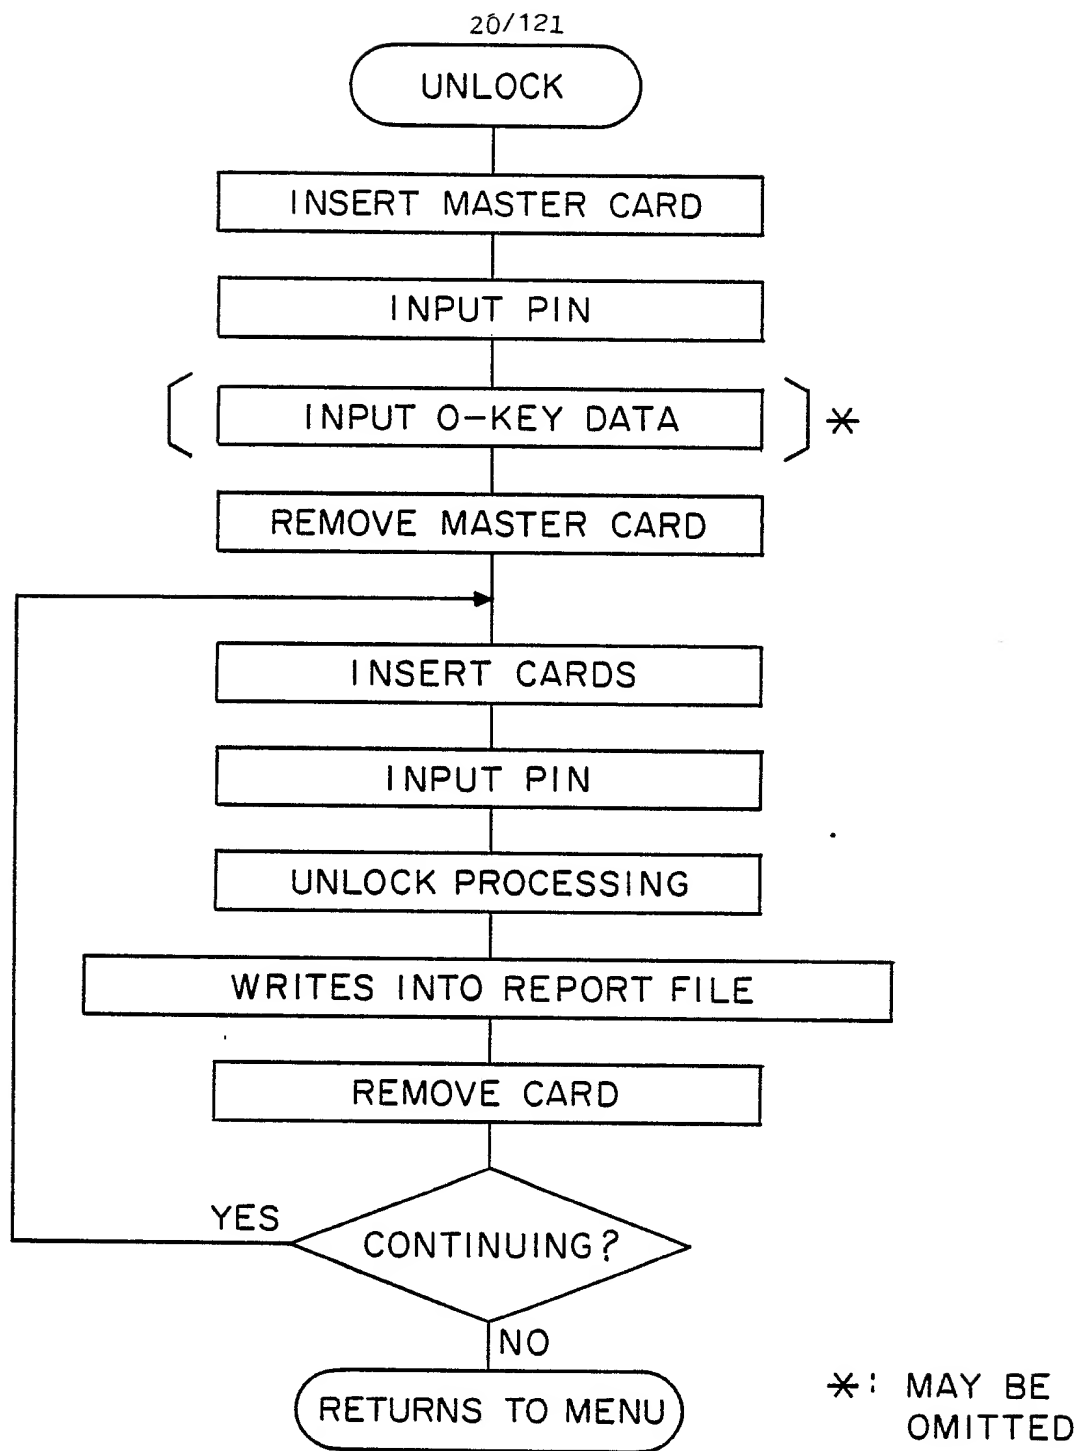 20/121
UNLOCK
INSERT MASTER CARD
INPUT PIN
INPUT O-KEY DATA
*
REMOVE MASTER CARD
INSERT CARDS
INPUT PIN
UNLOCK PROCESSING
WRITES INTO REPORT FILE
REMOVE CARD
YES
CONTINUING?
NO
RETURNS TO MENU
*: MAY BE
OMITTED